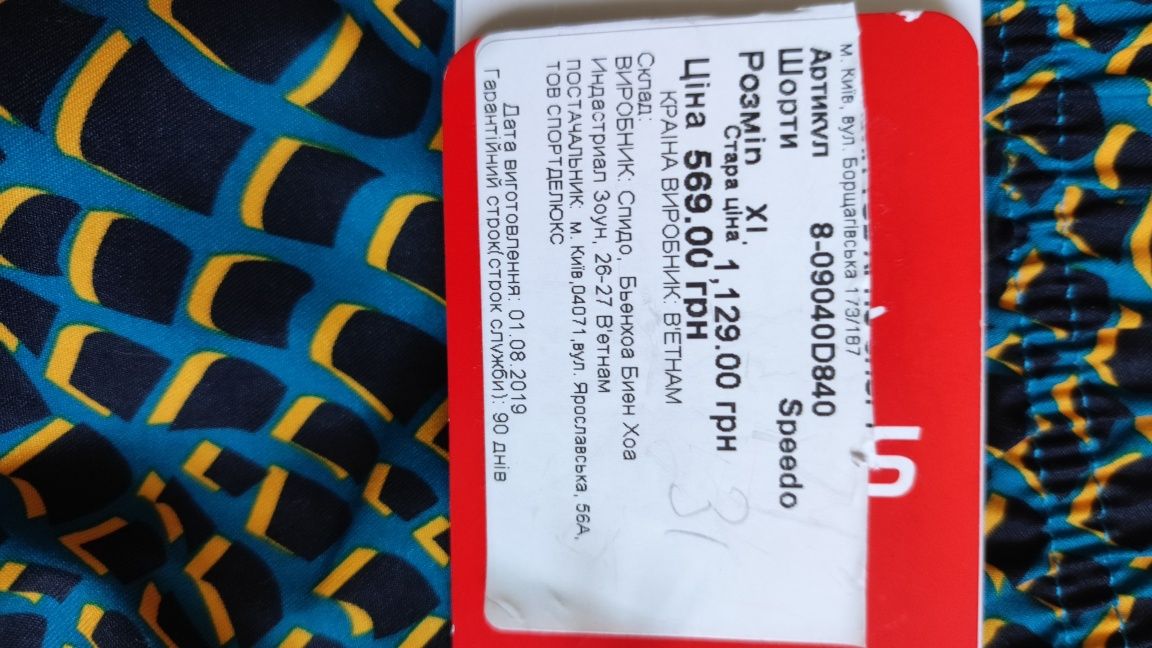 м. Київ, вул. Борщагівська 173/187
Артикул 8-09040D840
Шорти Speedo
Розмір XL
Стара ціна 1,129.00 грн
Ціна 569.00 грн
КРАЇНА ВИРОБНИК: В'ЄТНАМ
Склад:
ВИРОБНИК: Спидо, Бьенхоа Биен Хоа
Индастриал Зоун, 26-27 В'єтнам
ПОСТАЧАЛЬНИК: м. Київ,04071,вул. Ярославська, 56А,
ТОВ СПОРТДЕЛЮКС
Дата виготовлення: 01.08.2019
Гарантійний строк(строк служби): 90 днів
31